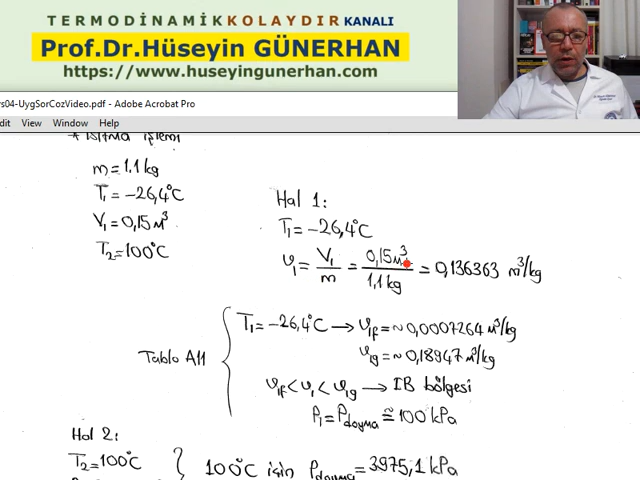 TERMODİNAMİKKOLAYDIR KANALI
Prof.Dr.Hüseyin GÜNERHAN
https://www.huseyingunerhan.com
rs04-UygSorCozVideo.pdf - Adobe Acrobat Pro
dit View Window Help
* Isıtma işlemi
m=1.1 kg
T₁=-26,4°C
V₁=0,15 m³
T₂=100°C
Hal 1:
T₁=-26,4°C
υ₁=V₁/m=0,15 m³/1,1 kg=0,136363 m³/kg
Tablo A11
T₁=-26,4°C → υ₁f=~0,0007264 m³/kg
υ₁g=~0,18947 m³/kg
υ₁f<υ₁<υ₁g → IB bölgesi
P₁=Pdoyma≅100 kPa
Hal 2:
T₂=100°C
100°C için Pdoyma=3975,1 kPa